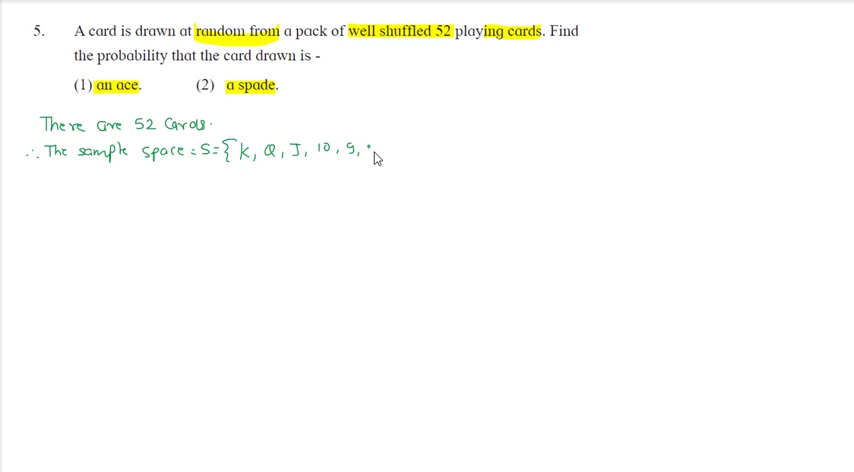 5. A card is drawn at random from a pack of well shuffled 52 playing cards. Find
the probability that the card drawn is -
(1) an ace. (2) a spade.
There are 52 Cards.
∴ The sample space = S={ K, Q, J, 10, 9,